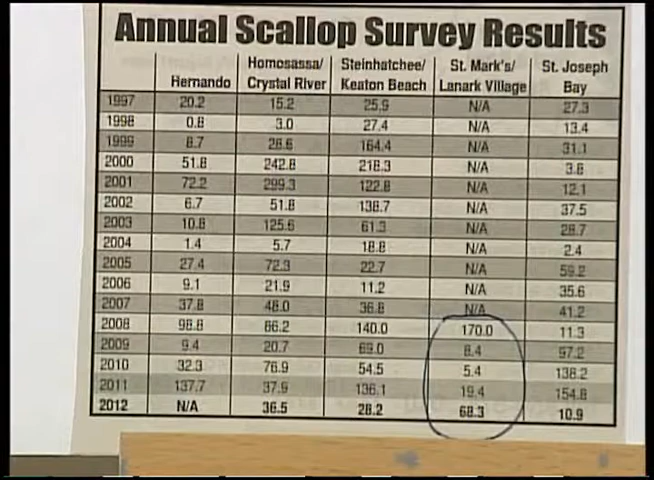 Annual Scallop Survey Results
Hernando Homosassa/ Crystal River Steinhatchee/ Keaton Beach St. Mark's/ Lanark Village St. Joseph Bay
1997 20.2 15.2 25.9 N/A 27.3
1998 0.8 3.0 27.4 N/A 13.4
1999 8.7 28.6 164.4 N/A 31.1
2000 51.8 242.8 218.3 N/A 3.8
2001 72.2 299.3 122.8 N/A 12.1
2002 6.7 51.8 138.7 N/A 37.5
2003 10.8 125.6 61.3 N/A 28.7
2004 1.4 5.7 18.8 N/A 2.4
2005 27.4 72.3 22.7 N/A 59.2
2006 9.1 21.9 11.2 N/A 35.6
2007 37.8 48.0 36.8 N/A 41.2
2008 98.8 86.2 140.0 170.0 11.3
2009 9.4 20.7 69.0 8.4 97.2
2010 32.3 76.9 54.5 5.4 138.2
2011 137.7 37.9 136.1 19.4 154.8
2012 N/A 36.5 28.2 68.3 10.9